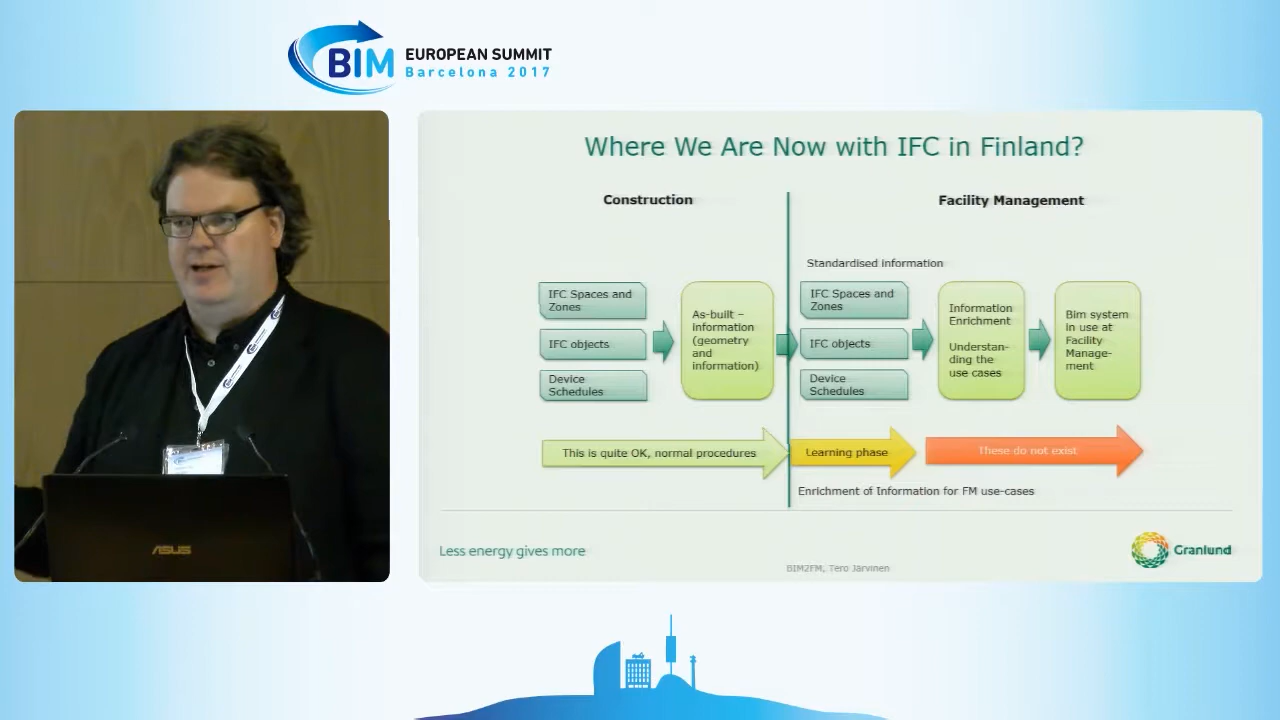 BIM EUROPEAN SUMMIT
Barcelona 2017
Where We Are Now with IFC in Finland?
Construction
Facility Management
Standardised information
IFC Spaces and
Zones
IFC objects
Device
Schedules
As-built –
Information
(geometry
and
information)
IFC Spaces and
Zones
IFC objects
Device
Schedules
Information
Enrichment
Understan-
ding the
use cases
Bim system
in use at
Facility
Manage-
ment
This is quite OK, normal procedures
Learning phase
These do not exist
Enrichment of Information for FM use-cases
Less energy gives more
BIM2FM, Tero Järvinen
Granlund
ASUS